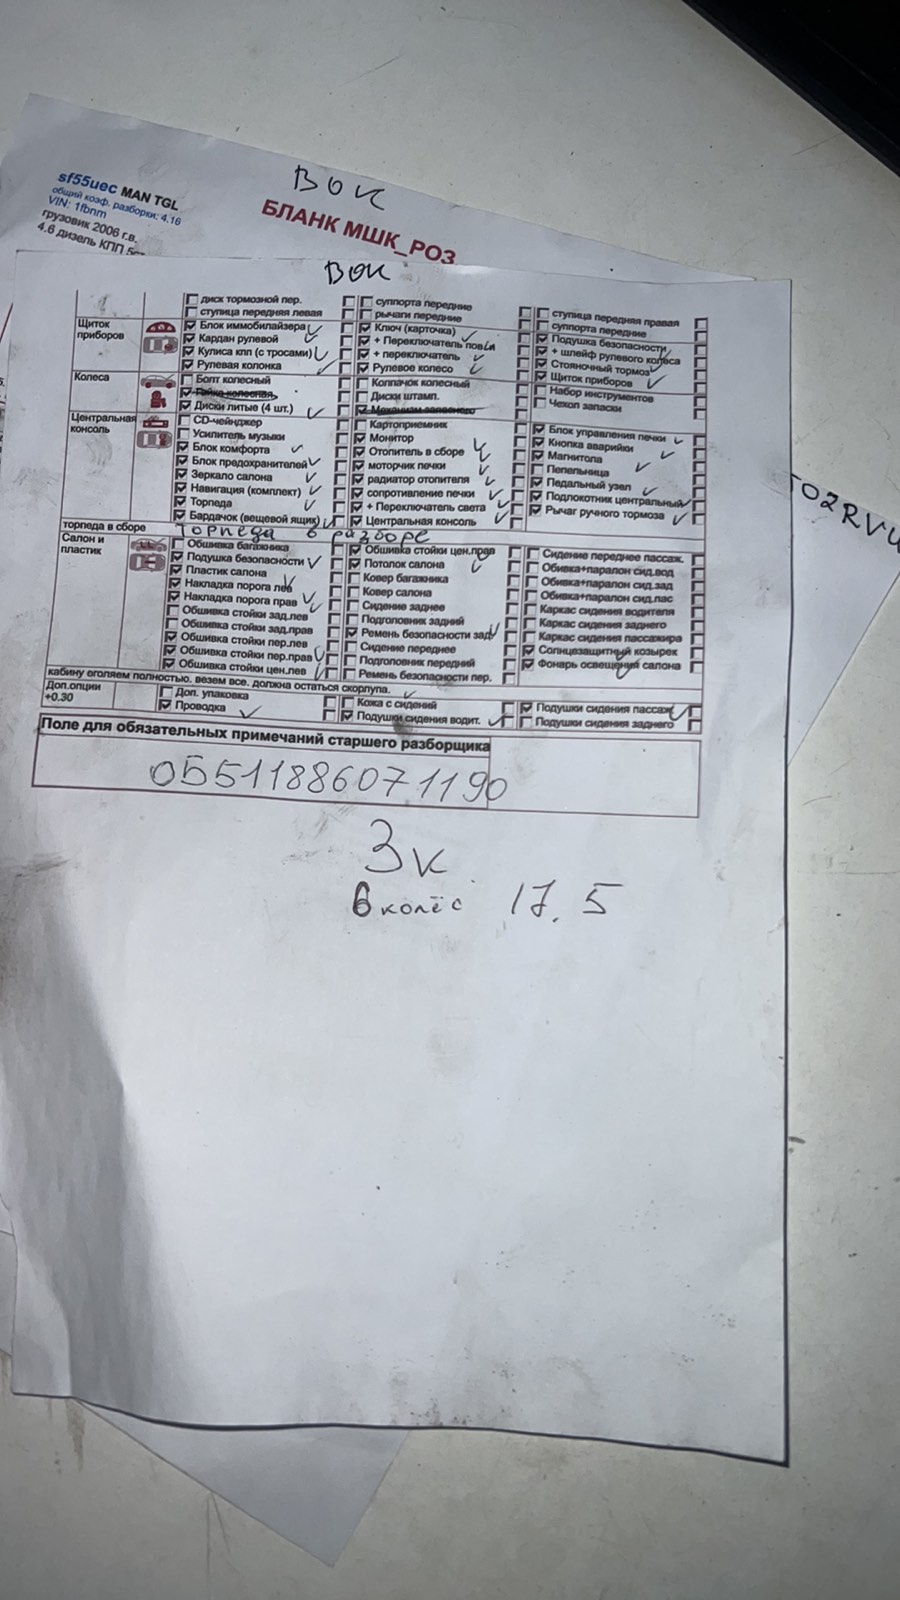 ВОК
sf55uec MAN TGL
общий коэф. разборки: 4.16
VIN: 1fbnm
грузовик 2006 г.в.
4.6 дизель КПП
БЛАНК МШК_РОЗ
ВОК
диск тормозной пер. суппорта передние ступица передняя правая
ступица передняя левая рычаги передние суппорта передние
Щиток приборов
Блок иммобилайзера Ключ (карточка) Подушка безопасности
Кардан рулевой + Переключатель пов + шлейф рулевого колеса
Кулиса кпп (с тросами) + переключатель Стояночный тормоз
Рулевая колонка Рулевое колесо Щиток приборов
Колеса
Болт колесный Колпачок колесный Набор инструментов
Гайка колесная Диски штамп. Чехол запаски
Диски литые (4 шт.) Механизм запасного
Центральная консоль
CD-чейнджер Картоприемник Блок управления печки
Усилитель музыки Монитор Кнопка аварийки
Блок комфорта Отопитель в сборе Магнитола
Блок предохранителей моторчик печки Пепельница
Зеркало салона радиатор отопителя Педальный узел
Навигация (комплект) сопротивление печки Подлокотник центральный
Торпеда + Переключатель света Рычаг ручного тормоза
Бардачок (вещевой ящик) Центральная консоль
торпеда в сборе Торпеда в разборе
Салон и пластик
Обшивка багажника Обшивка стойки цен.прав Сидение переднее пассаж.
Подушка безопасности Потолок салона Обивка+паралон сид.вод
Пластик салона Ковер багажника Обивка+паралон сид.зад
Накладка порога лев Ковер салона Обивка+паралон сид.пас
Накладка порога прав Сидение заднее Каркас сидения водителя
Обшивка стойки зад.лев Подголовник задний Каркас сидения заднего
Обшивка стойки зад.прав Ремень безопасности зад Каркас сидения пассажира
Обшивка стойки пер.лев Сидение переднее Солнцезащитный козырек
Обшивка стойки пер.прав Подголовник передний Фонарь освещения салона
Обшивка стойки цен.лев Ремень безопасности пер.
кабину оголяем полностью. везем все. должна остаться скорлупа.
Доп.опции +0.30
Доп. упаковка Кожа с сидений Подушки сидения пассаж
Проводка Подушки сидения водит. Подушки сидения заднего
Поле для обязательных примечаний старшего разборщика
05511886071190
3к
6 колёс 17.5